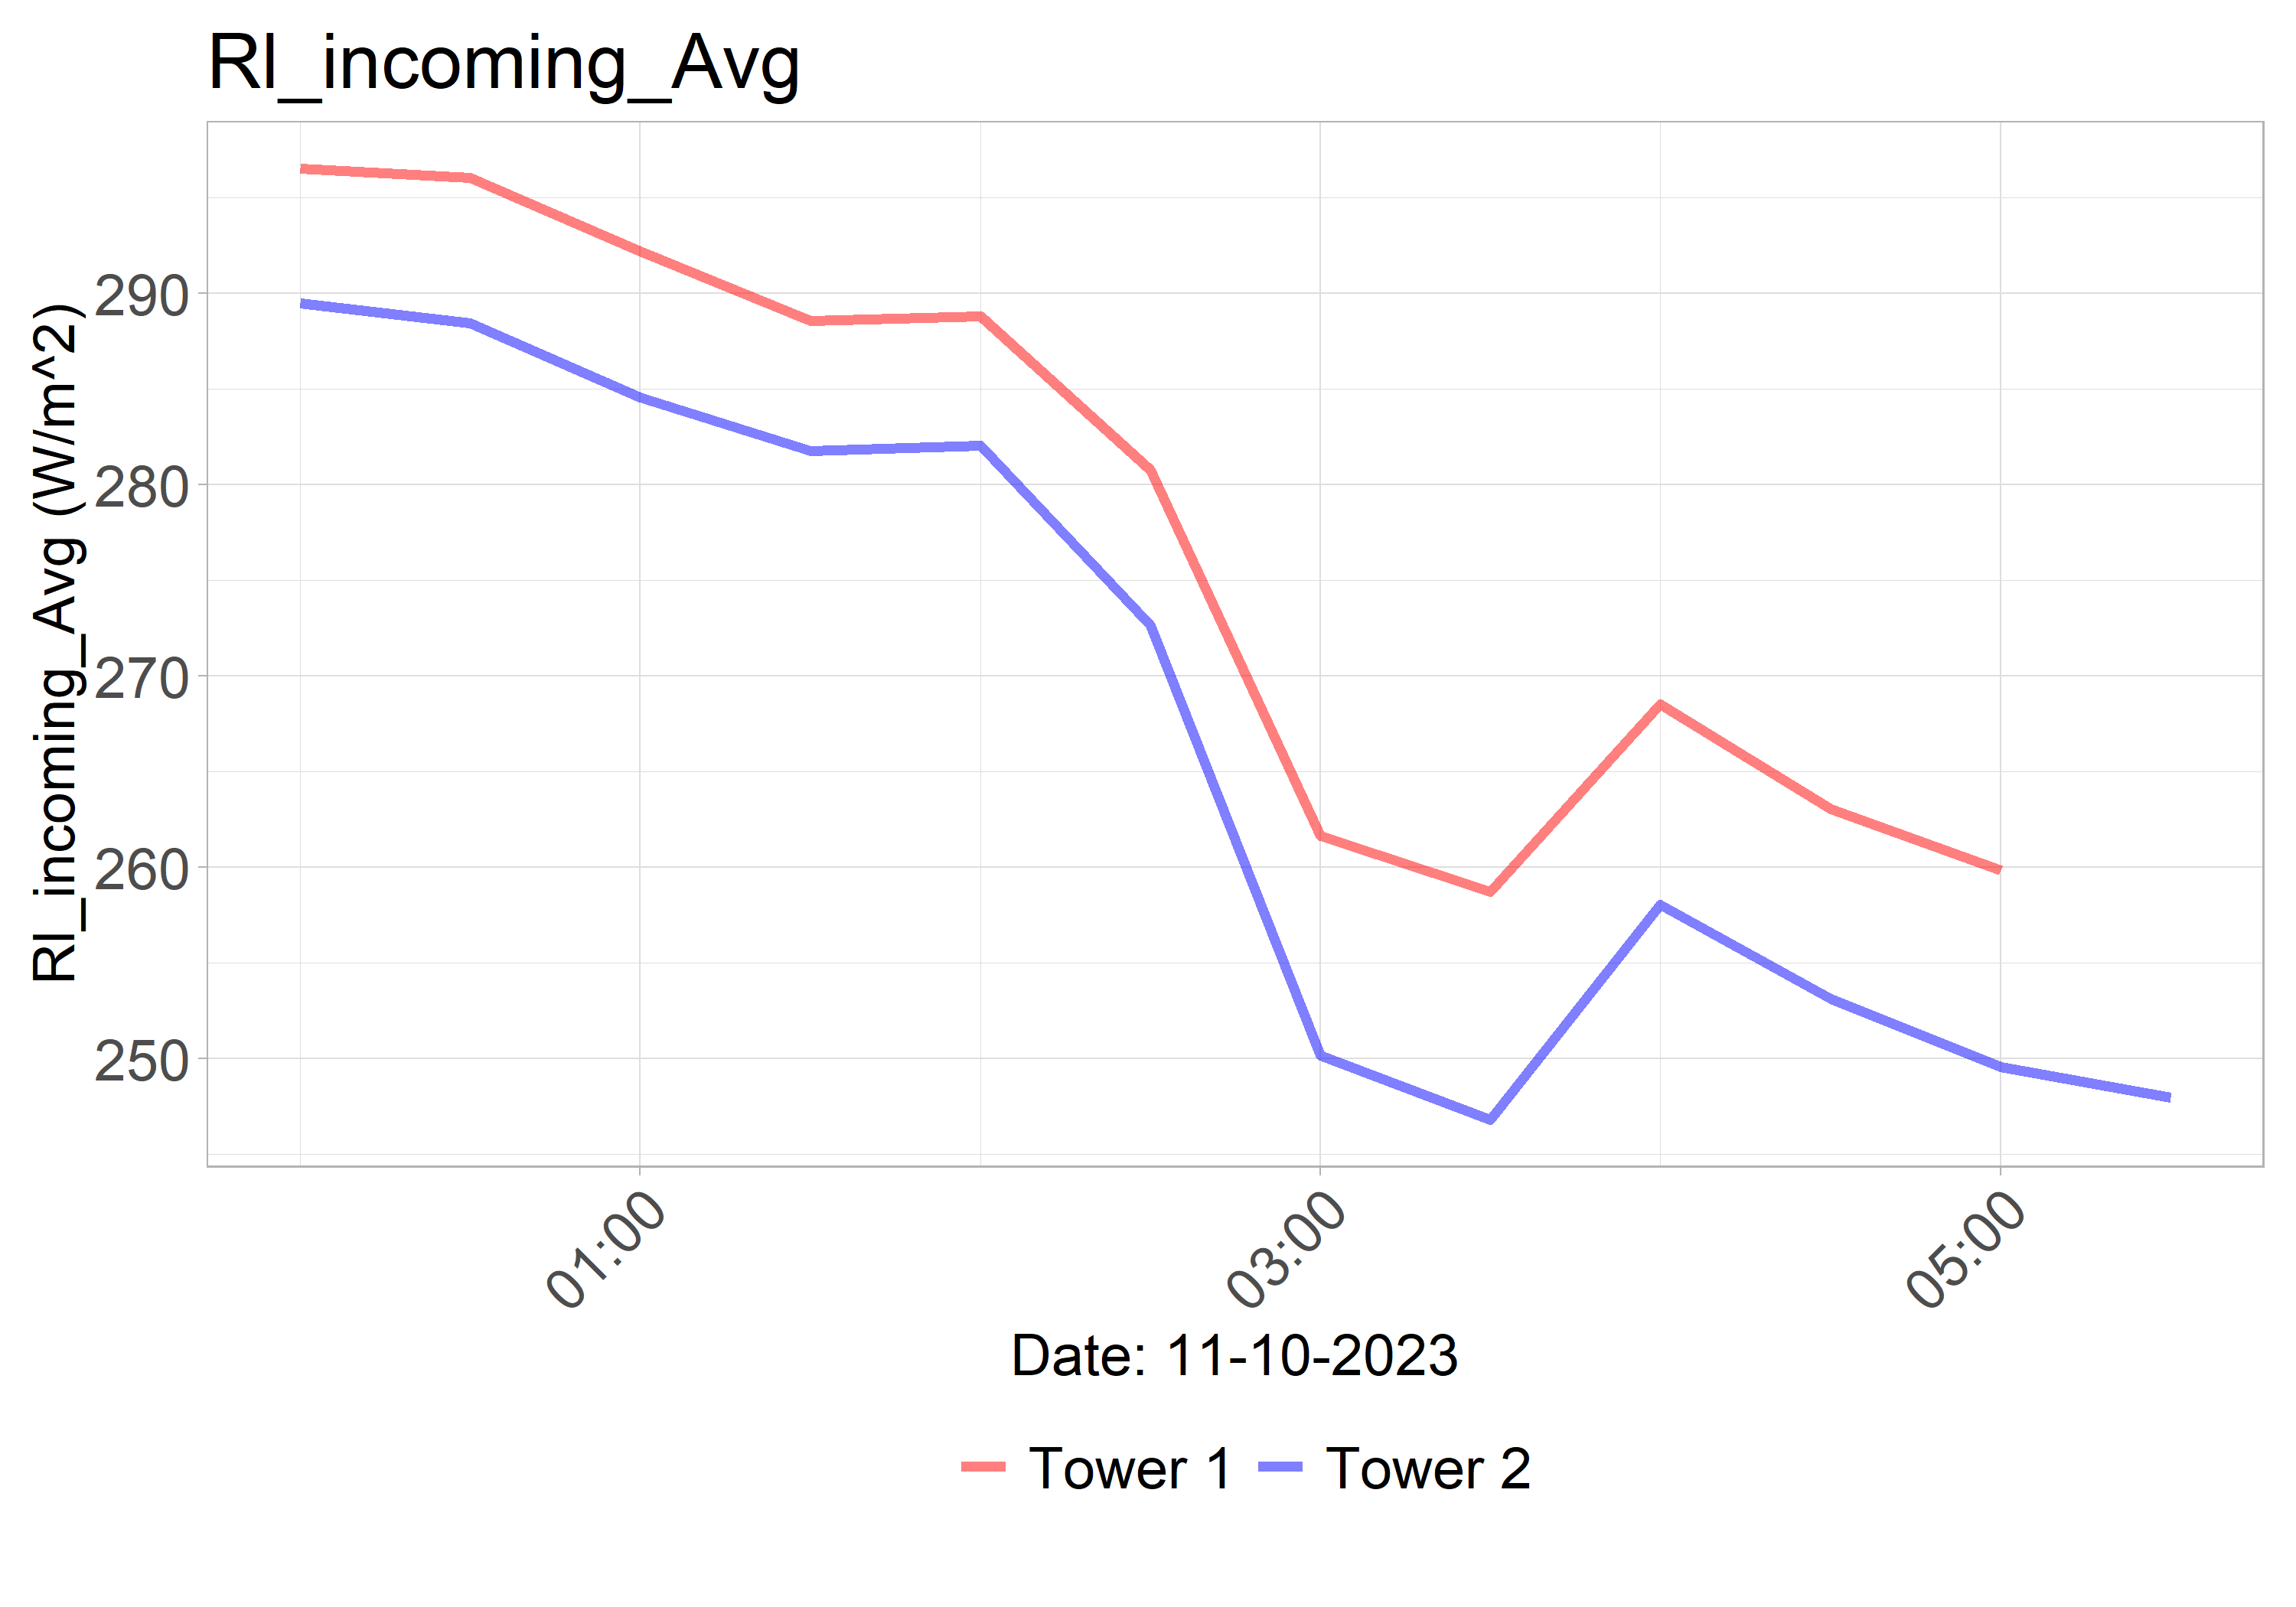 Rl_incoming_Avg
Rl_incoming_Avg (W/m^2)
290
280
270
260
250
01:00
03:00
05:00
Date: 11-10-2023
Tower 1
Tower 2